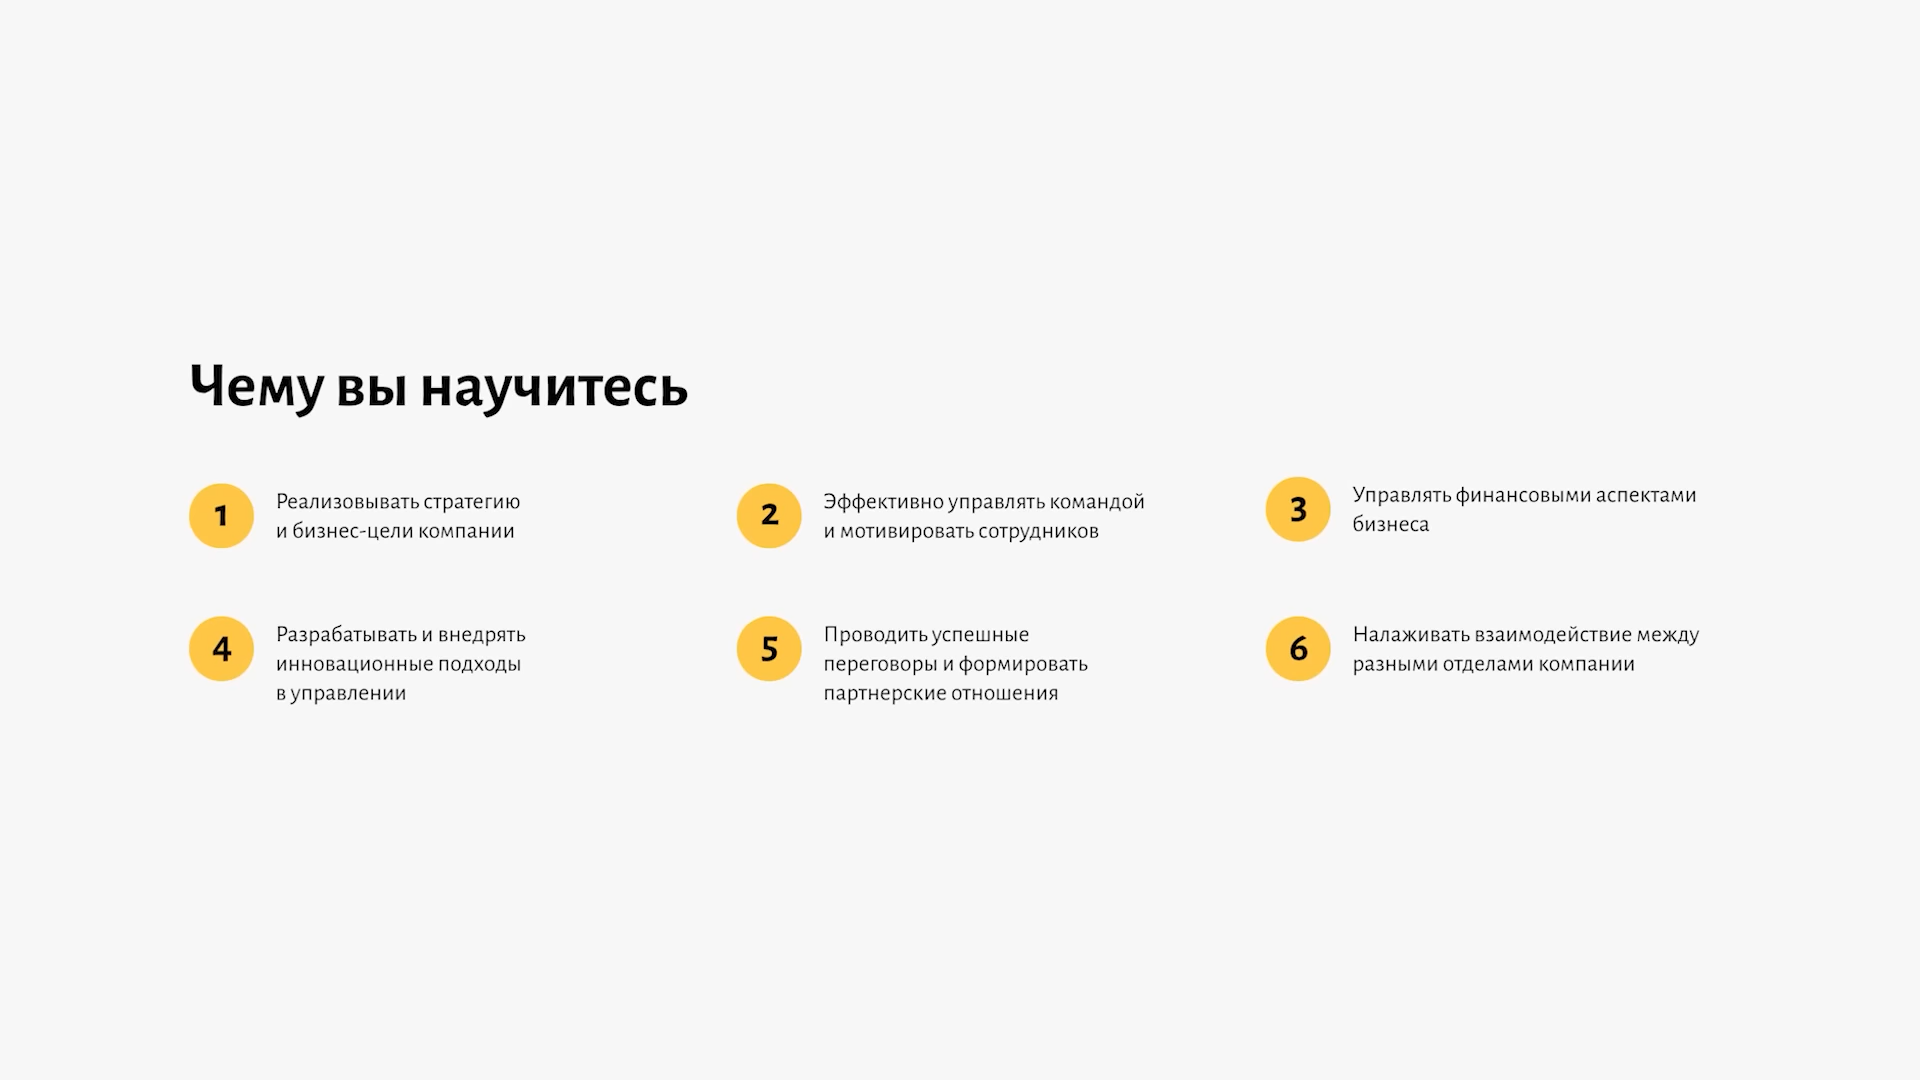 Чему вы научитесь
1
Реализовывать стратегию
и бизнес-цели компании
2
Эффективно управлять командой
и мотивировать сотрудников
3
Управлять финансовыми аспектами
бизнеса
4
Разрабатывать и внедрять
инновационные подходы
в управлении
5
Проводить успешные
переговоры и формировать
партнерские отношения
6
Налаживать взаимодействие между
разными отделами компании